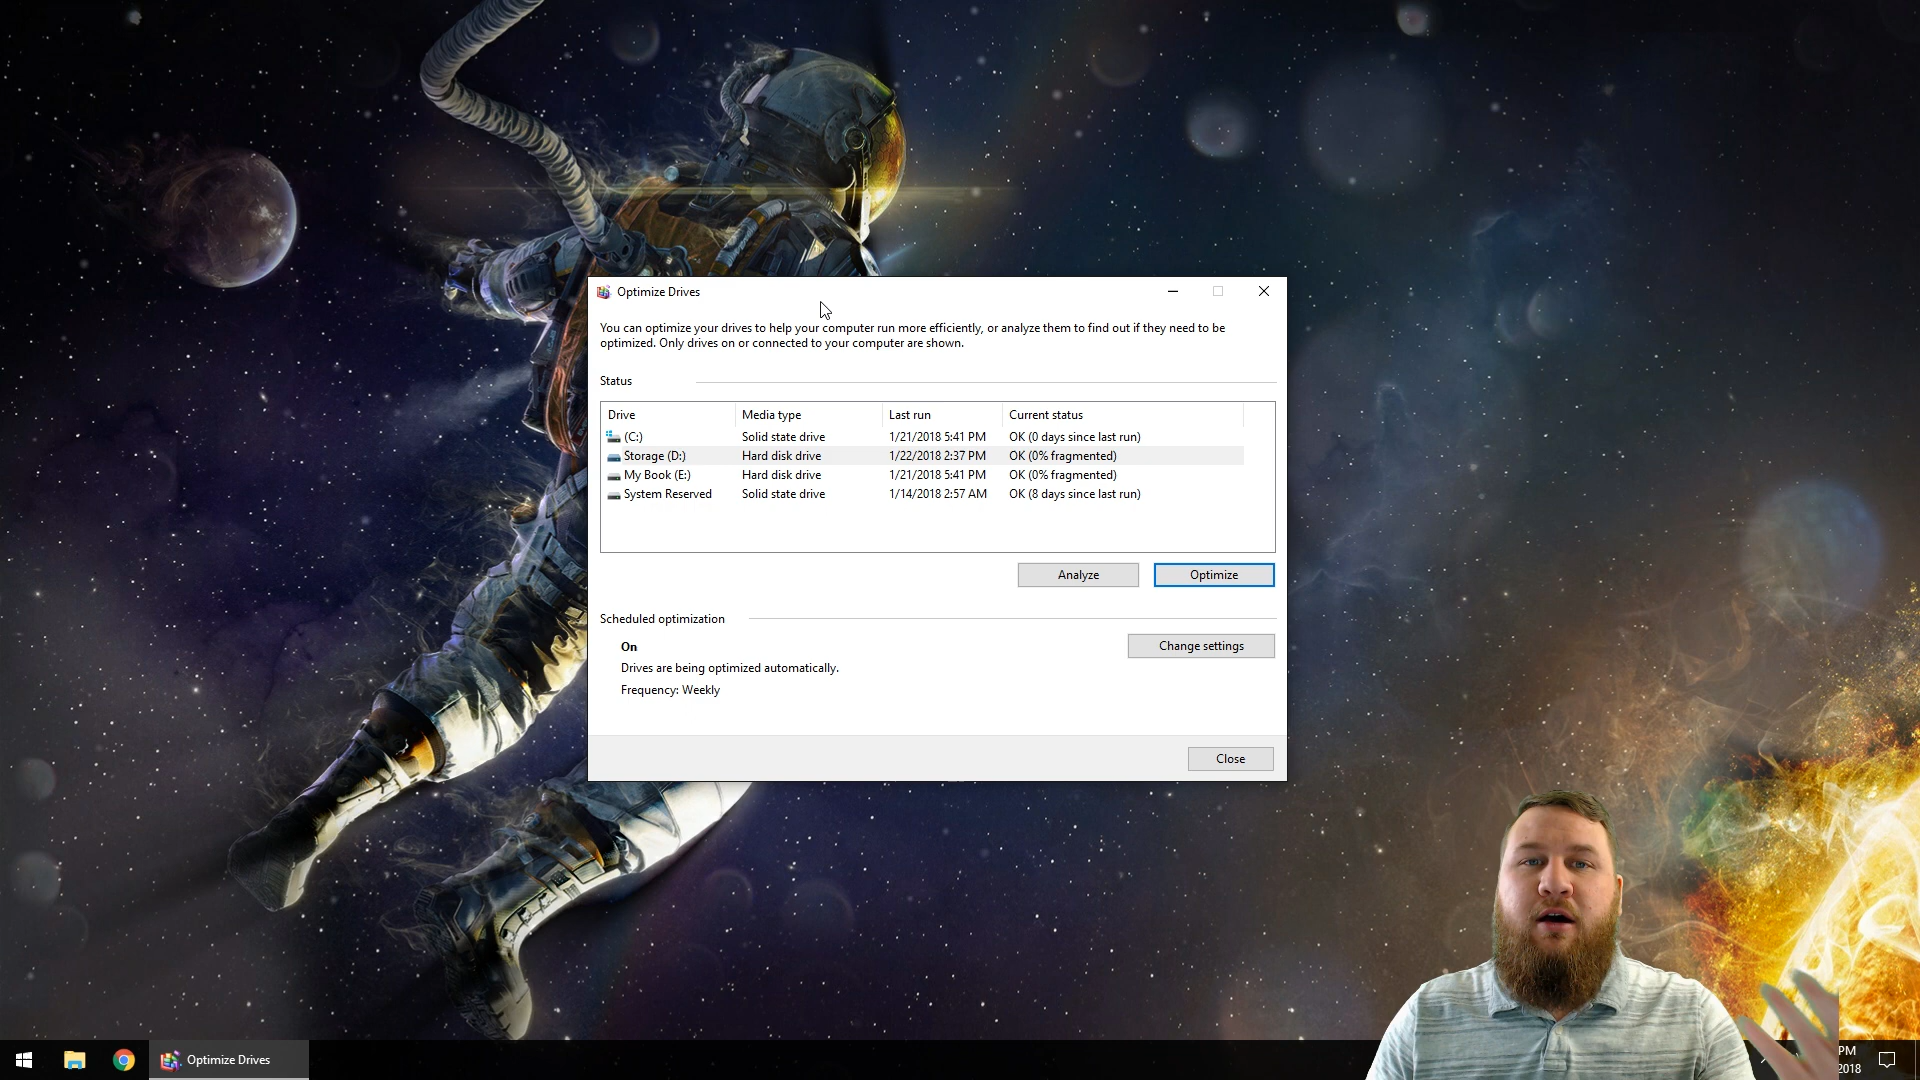 Optimize Drives
You can optimize your drives to help your computer run more efficiently, or analyze them to find out if they need to be
optimized. Only drives on or connected to your computer are shown.
Status
Drive Media type Last run Current status
(C:) Solid state drive 1/21/2018 5:41 PM OK (0 days since last run)
Storage (D:) Hard disk drive 1/22/2018 2:37 PM OK (0% fragmented)
My Book (E:) Hard disk drive 1/21/2018 5:41 PM OK (0% fragmented)
System Reserved Solid state drive 1/14/2018 2:57 AM OK (8 days since last run)
Analyze Optimize
Scheduled optimization
On Change settings
Drives are being optimized automatically.
Frequency: Weekly
Close
Optimize Drives
PM
2018